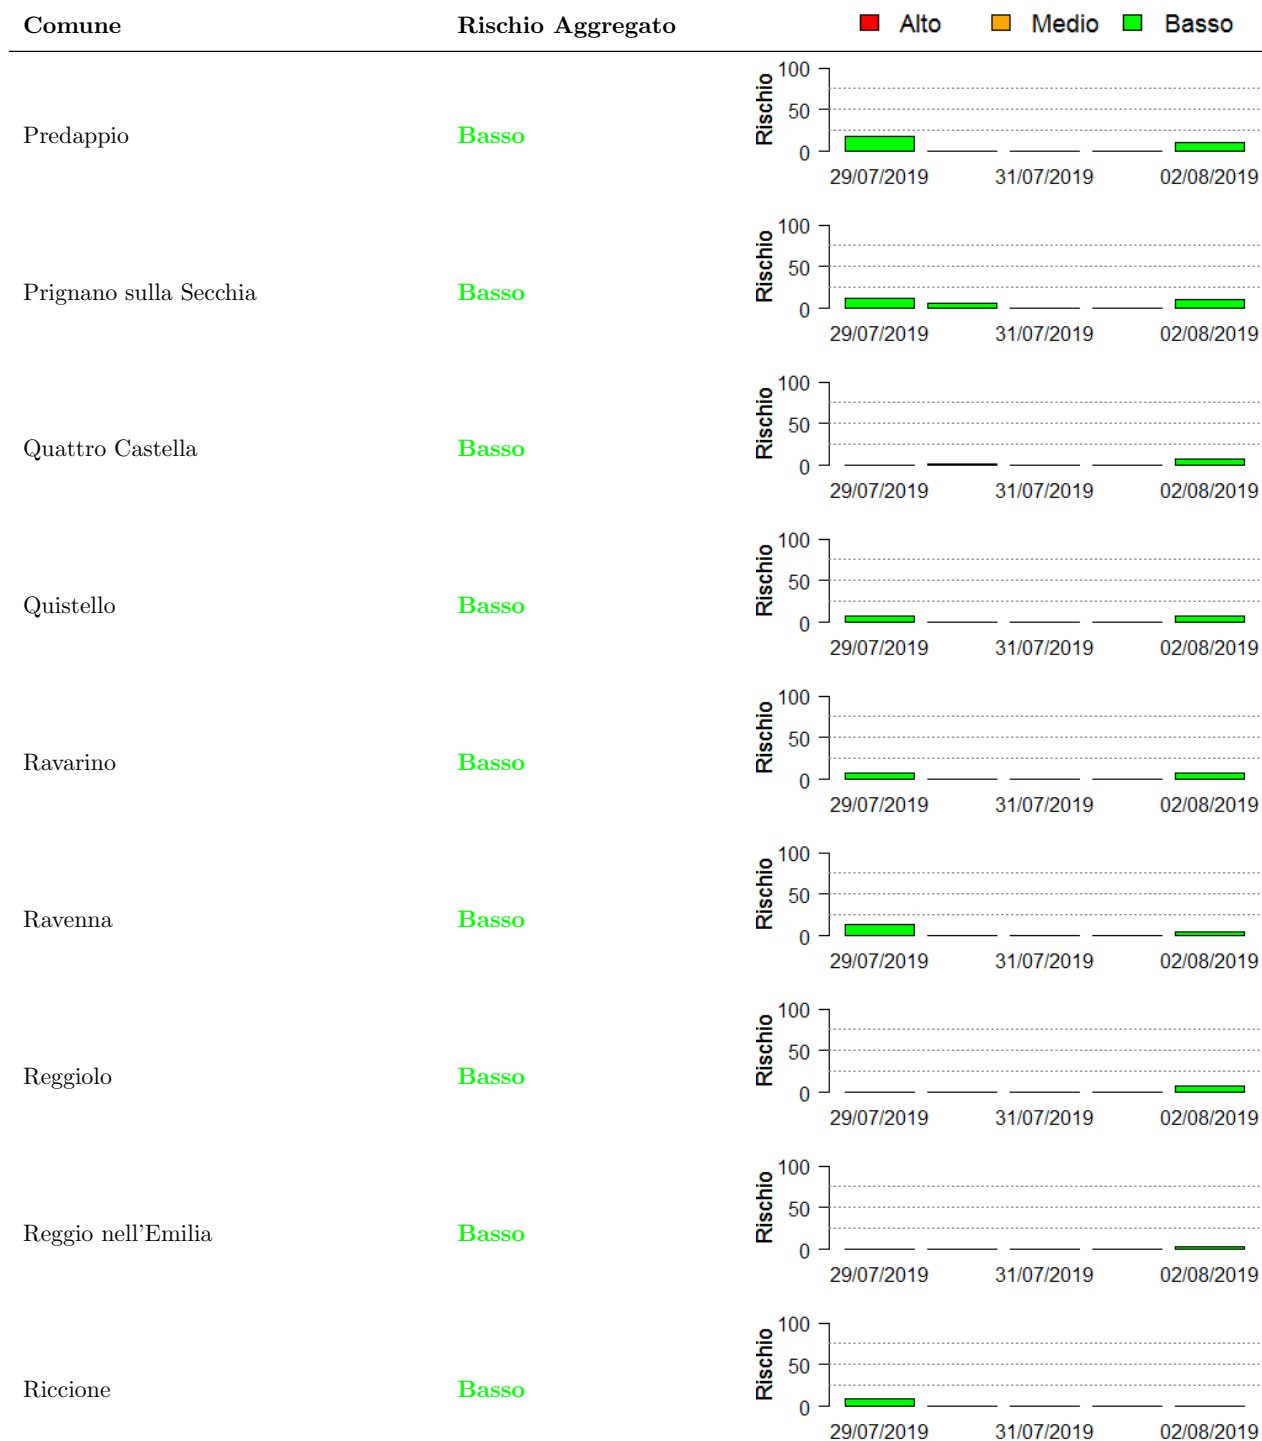 Comune Rischio Aggregato Alto Medio Basso
Predappio Basso Rischio 100 50 0
29/07/2019 31/07/2019 02/08/2019
Prignano sulla Secchia Basso Rischio 100 50 0
29/07/2019 31/07/2019 02/08/2019
Quattro Castella Basso Rischio 100 50 0
29/07/2019 31/07/2019 02/08/2019
Quistello Basso Rischio 100 50 0
29/07/2019 31/07/2019 02/08/2019
Ravarino Basso Rischio 100 50 0
29/07/2019 31/07/2019 02/08/2019
Ravenna Basso Rischio 100 50 0
29/07/2019 31/07/2019 02/08/2019
Reggiolo Basso Rischio 100 50 0
29/07/2019 31/07/2019 02/08/2019
Reggio nell'Emilia Basso Rischio 100 50 0
29/07/2019 31/07/2019 02/08/2019
Riccione Basso Rischio 100 50 0
29/07/2019 31/07/2019 02/08/2019